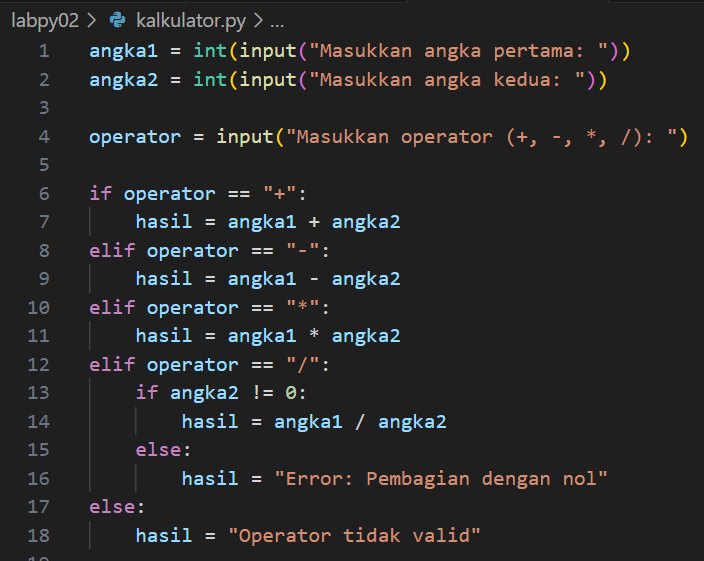 labpy02 > kalkulator.py > ...
1 angka1 = int(input("Masukkan angka pertama: "))
2 angka2 = int(input("Masukkan angka kedua: "))
3
4 operator = input("Masukkan operator (+, -, *, /): ")
5
6 if operator == "+":
7     hasil = angka1 + angka2
8 elif operator == "-":
9     hasil = angka1 - angka2
10 elif operator == "*":
11     hasil = angka1 * angka2
12 elif operator == "/":
13     if angka2 != 0:
14         hasil = angka1 / angka2
15     else:
16         hasil = "Error: Pembagian dengan nol"
17 else:
18     hasil = "Operator tidak valid"